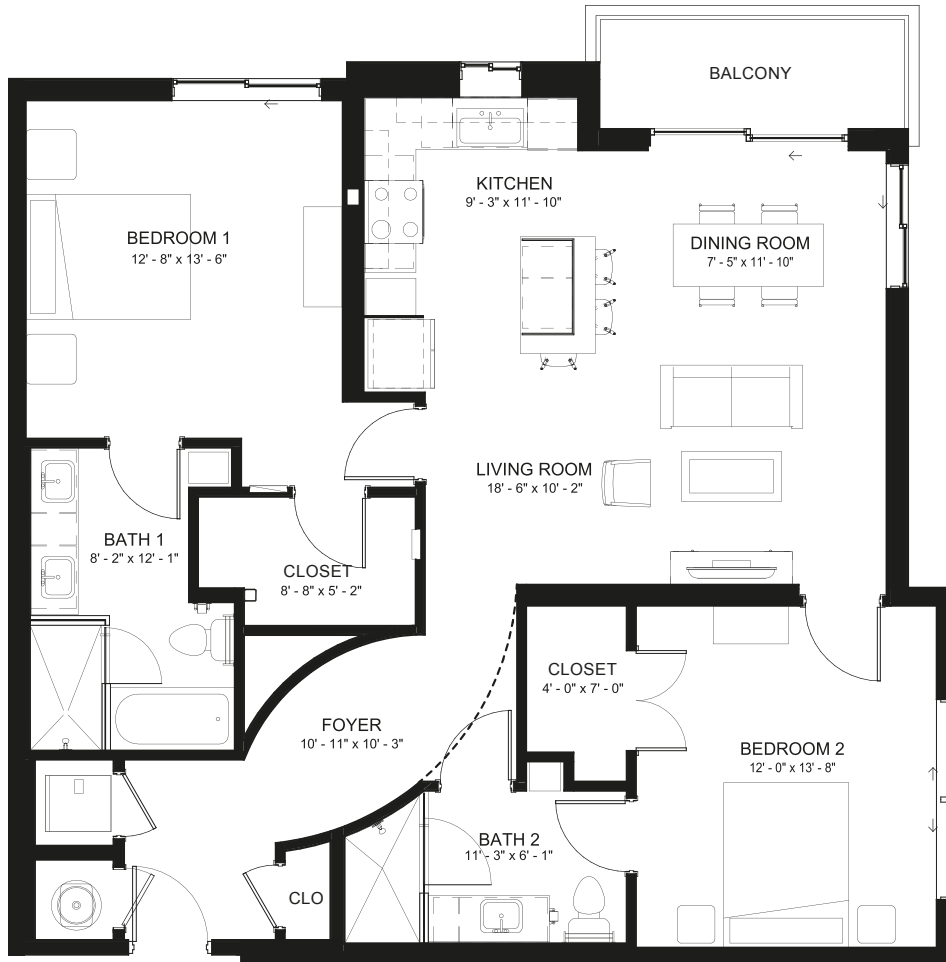 BALCONY
KITCHEN
9' - 3" x 11' - 10"
BEDROOM 1
12' - 8" x 13' - 6"
DINING ROOM
7' - 5" x 11' - 10"
LIVING ROOM
18' - 6" x 10' - 2"
BATH 1
8' - 2" x 12' - 1"
CLOSET
8' - 8" x 5' - 2"
CLOSET
4' - 0" x 7' - 0"
FOYER
10' - 11" x 10' - 3"
BEDROOM 2
12' - 0" x 13' - 8"
BATH 2
11' - 3" x 6' - 1"
CLO